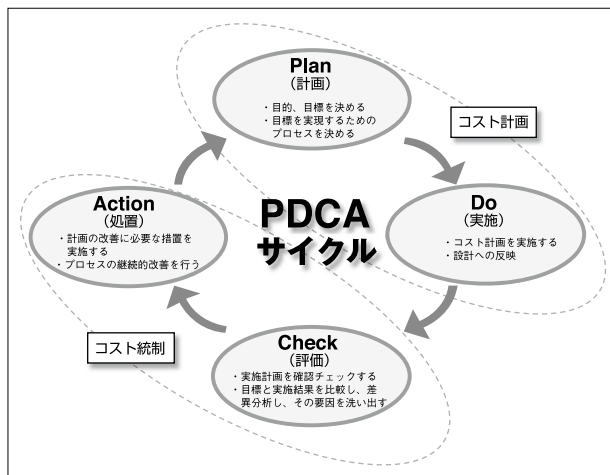 Plan
(計画)
・目的、目標を決める
・目標を実現するための
プロセスを決める
コスト計画
Do
(実施)
・コスト計画を実施する
・設計への反映
PDCA
サイクル
Action
(処置)
・計画の改善に必要な措置を
実施する
・プロセスの継続的改善を行う
コスト統制
Check
(評価)
・実施計画を確認チェックする
・目標と実施結果を比較し、差
異分析し、その要因を洗い出す